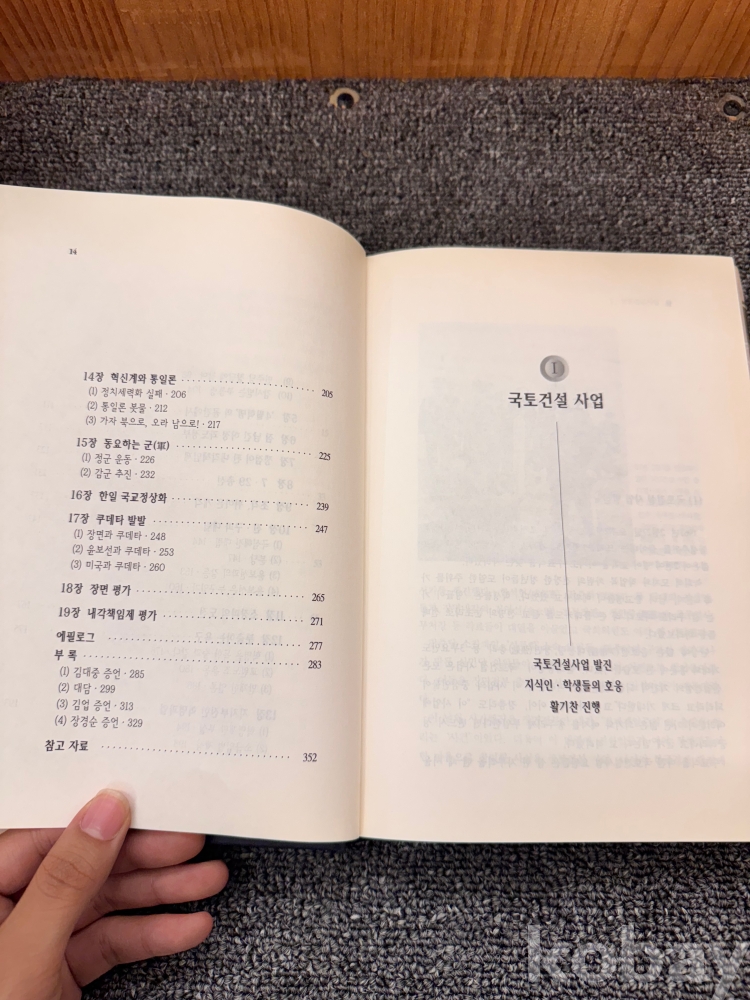 34
14장 혁신계와 통일론 ································ 205
(1) 정치세력화 실패·206
(2) 통일론 봇물·212
(3) 가자 북으로, 오라 남으로!·217
15장 동요하는 군(軍) ································ 225
(1) 정군 운동·226
(2) 감군 추진·232
16장 한일 국교정상화 ································ 239
17장 쿠데타 발발 ································ 247
(1) 장면과 쿠데타·248
(2) 윤보선과 쿠데타·253
(3) 미국과 쿠데타·260
18장 장면 평가 ································ 265
19장 내각책임제 평가 ································ 271
에필로그 ································ 277
부 록 ································ 283
(1) 김대중 증언·285
(2) 대담·299
(3) 김업 증언·313
(4) 장경순 증언·329
참고 자료 ································ 352
I
국토건설 사업
국토건설사업 발진
지식인·학생들의 호응
활기찬 진행
kobay